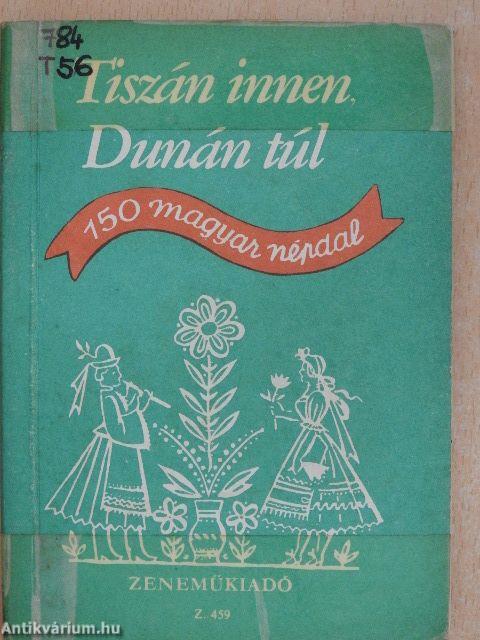 784
T56
Tiszán innen,
Dunán túl
150 magyar népdal
ZENEMŰKIADÓ
Z. 459
Antikvárium.hu